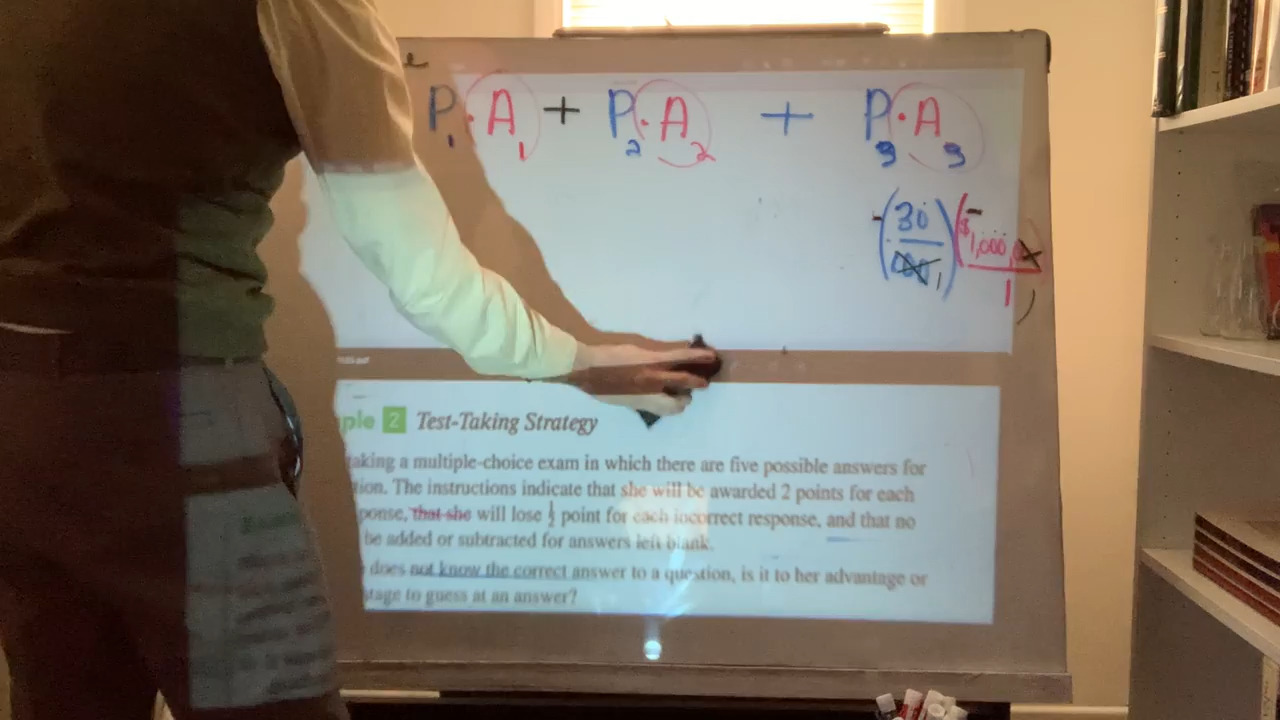 P₁·A₁ + P₂·A₂ + P₃·A₃
(30
$1,000,
1
ple 2 Test-Taking Strategy
taking a multiple-choice exam in which there are five possible answers for
tion. The instructions indicate that she will be awarded 2 points for each
ponse, that she will lose ½ point for each incorrect response, and that no
be added or subtracted for answers left blank.
does not know the correct answer to a question, is it to her advantage or
tage to guess at an answer?